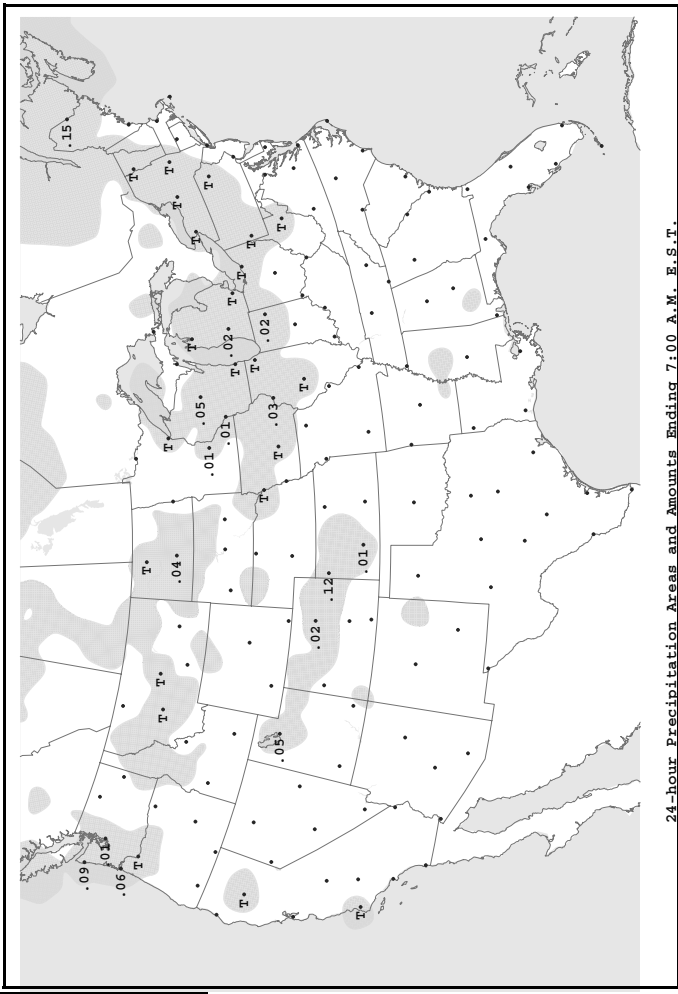 .15
.09
.01
.06
T
T
T
T
T
T
T
.04
T
T
T
.05
T
.01
.01
.02
T
T
T
T
T
T
T
.02
.03
T
.05
T
T
.02
.12
T
.01
24-hour Precipitation Areas and Amounts Ending 7:00 A.M. E.S.T.